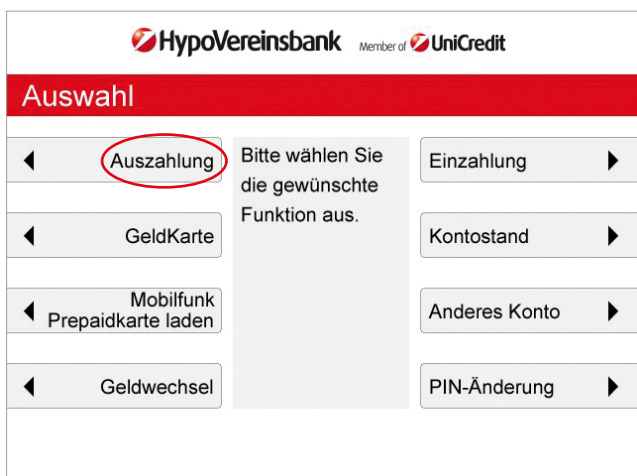 HypoVereinsbank Member of UniCredit
Auswahl
Auszahlung
GeldKarte
Mobilfunk
Prepaidkarte laden
Geldwechsel
Bitte wählen Sie
die gewünschte
Funktion aus.
Einzahlung
Kontostand
Anderes Konto
PIN-Änderung